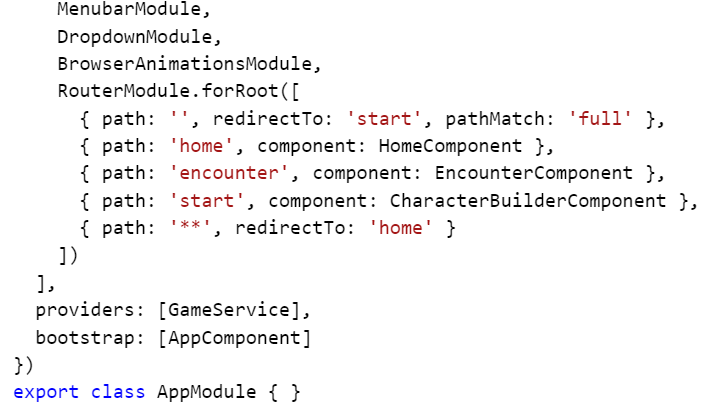 MenubarModule,
    DropdownModule,
    BrowserAnimationsModule,
    RouterModule.forRoot([
      { path: '', redirectTo: 'start', pathMatch: 'full' },
      { path: 'home', component: HomeComponent },
      { path: 'encounter', component: EncounterComponent },
      { path: 'start', component: CharacterBuilderComponent },
      { path: '**', redirectTo: 'home' }
    ])
  ],
  providers: [GameService],
  bootstrap: [AppComponent]
})
export class AppModule { }